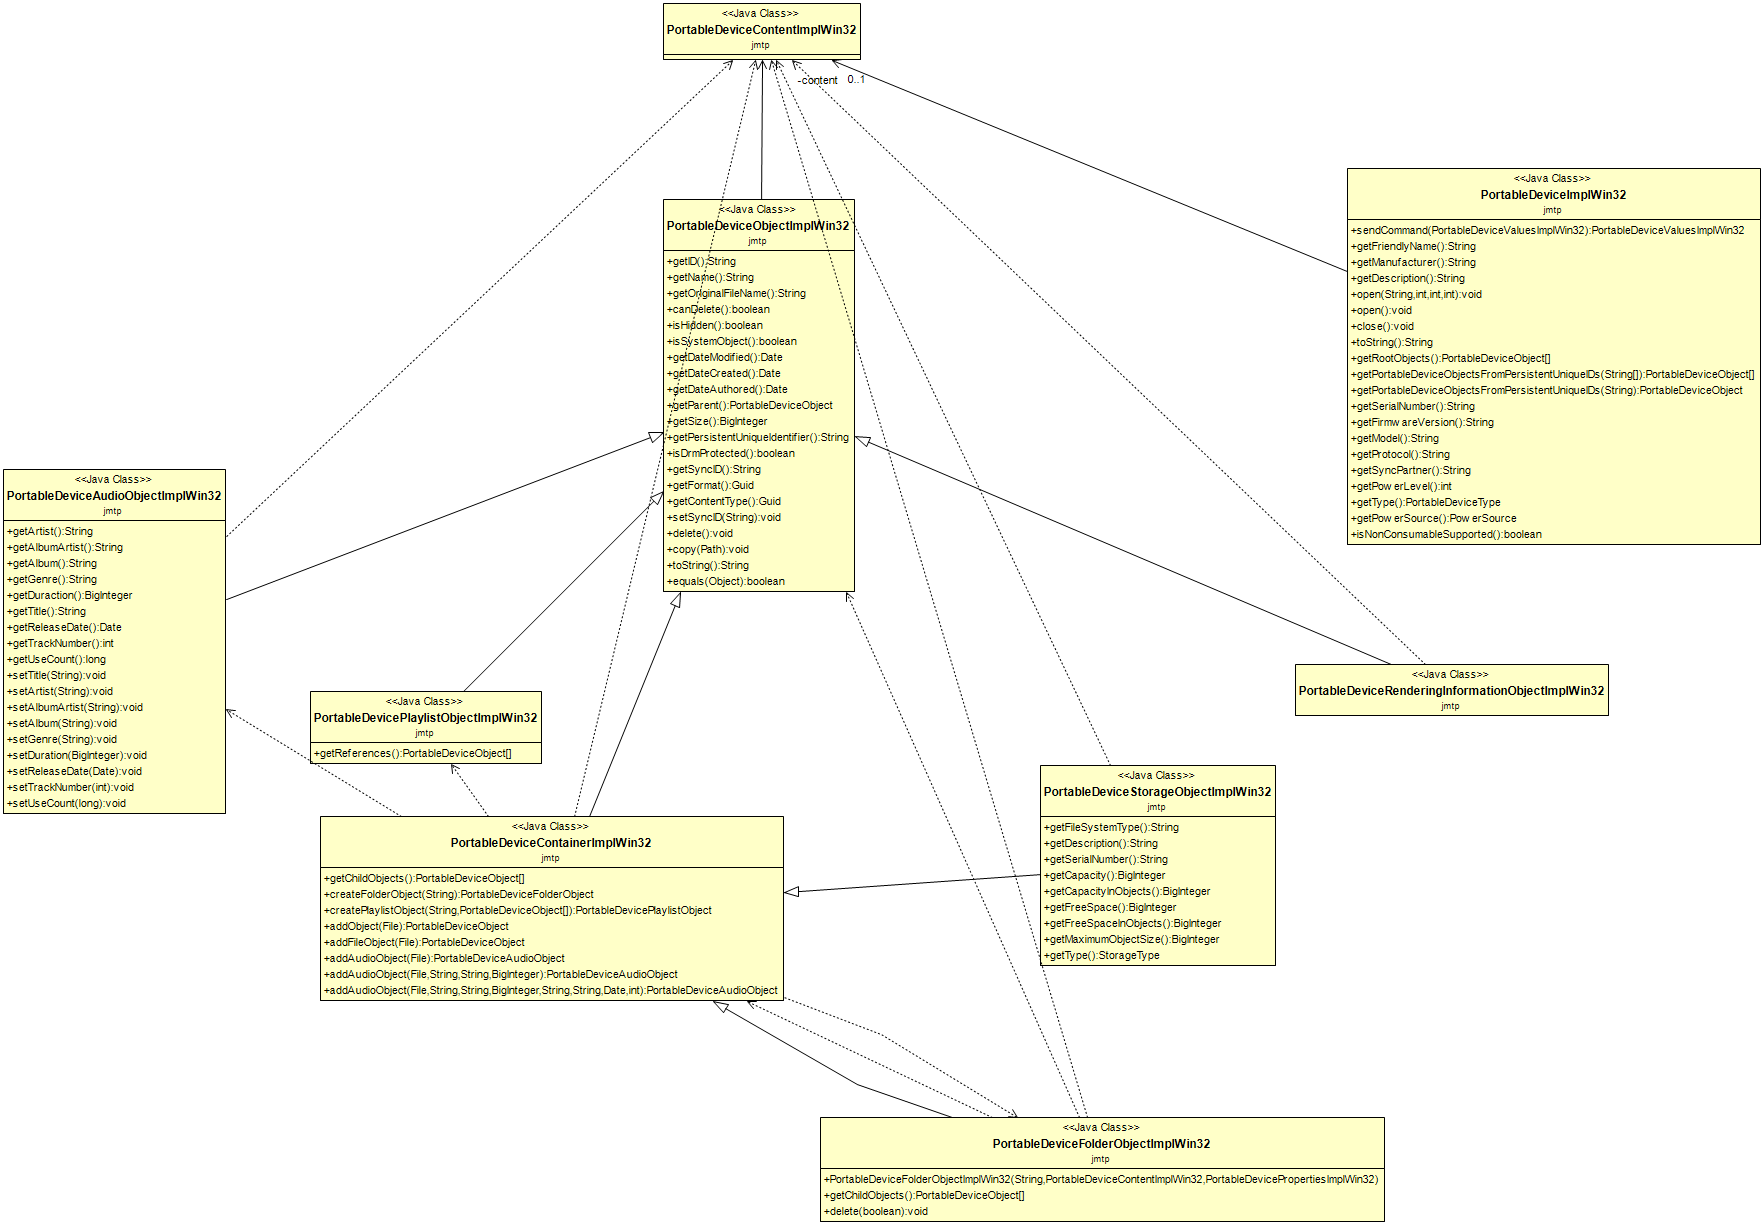 <<Java Class>>
PortableDeviceContentImplWin32
jmtp
-content 0..1
<<Java Class>>
PortableDeviceImplWin32
jmtp
+sendCommand(PortableDeviceValuesImplWin32):PortableDeviceValuesImplWin32
+getFriendlyName():String
+getManufacturer():String
+getDescription():String
+open(String,int,int,int):void
+open():void
+close():void
+toString():String
+getRootObjects():PortableDeviceObject[]
+getPortableDeviceObjectsFromPersistentUniqueIDs(String[]):PortableDeviceObject[]
+getPortableDeviceObjectsFromPersistentUniqueIDs(String):PortableDeviceObject
+getSerialNumber():String
+getFirmwareVersion():String
+getModel():String
+getProtocol():String
+getSyncPartner():String
+getPowerLevel():int
+getType():PortableDeviceType
+getPowerSource():PowerSource
+isNonConsumableSupported():boolean
<<Java Class>>
PortableDeviceObjectImplWin32
jmtp
+getID():String
+getName():String
+getOriginalFileName():String
+canDelete():boolean
+isHidden():boolean
+isSystemObject():boolean
+getDateModified():Date
+getDateCreated():Date
+getDateAuthored():Date
+getParent():PortableDeviceObject
+getSize():BigInteger
+getPersistentUniqueIdentifier():String
+isDrmProtected():boolean
+getSyncID():String
+getFormat():Guid
+getContentType():Guid
+setSyncID(String):void
+delete():void
+copy(Path):void
+toString():String
+equals(Object):boolean
<<Java Class>>
PortableDeviceAudioObjectImplWin32
jmtp
+getArtist():String
+getAlbumArtist():String
+getAlbum():String
+getGenre():String
+getDuraction():BigInteger
+getTitle():String
+getReleaseDate():Date
+getTrackNumber():int
+getUseCount():long
+setTitle(String):void
+setArtist(String):void
+setAlbumArtist(String):void
+setAlbum(String):void
+setGenre(String):void
+setDuration(BigInteger):void
+setReleaseDate(Date):void
+setTrackNumber(int):void
+setUseCount(long):void
<<Java Class>>
PortableDevicePlaylistObjectImplWin32
jmtp
+getReferences():PortableDeviceObject[]
<<Java Class>>
PortableDeviceRenderingInformationObjectImplWin32
jmtp
<<Java Class>>
PortableDeviceStorageObjectImplWin32
jmtp
+getFileSystemType():String
+getDescription():String
+getSerialNumber():String
+getCapacity():BigInteger
+getCapacityInObjects():BigInteger
+getFreeSpace():BigInteger
+getFreeSpaceInObjects():BigInteger
+getMaximumObjectSize():BigInteger
+getType():StorageType
<<Java Class>>
PortableDeviceContainerImplWin32
jmtp
+getChildObjects():PortableDeviceObject[]
+createFolderObject(String):PortableDeviceFolderObject
+createPlaylistObject(String,PortableDeviceObject[]):PortableDevicePlaylistObject
+addObject(File):PortableDeviceObject
+addFileObject(File):PortableDeviceObject
+addAudioObject(File):PortableDeviceAudioObject
+addAudioObject(File,String,String,BigInteger):PortableDeviceAudioObject
+addAudioObject(File,String,String,BigInteger,String,String,Date,int):PortableDeviceAudioObject
<<Java Class>>
PortableDeviceFolderObjectImplWin32
jmtp
+PortableDeviceFolderObjectImplWin32(String,PortableDeviceContentImplWin32,PortableDevicePropertiesImplWin32)
+getChildObjects():PortableDeviceObject[]
+delete(boolean):void